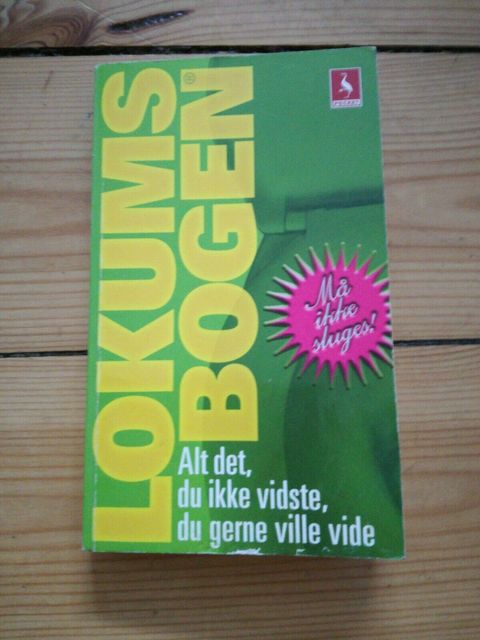 LOKUMS
BOGEN®
Må
ikke
sluges!
Alt det,
du ikke vidste,
du gerne ville vide